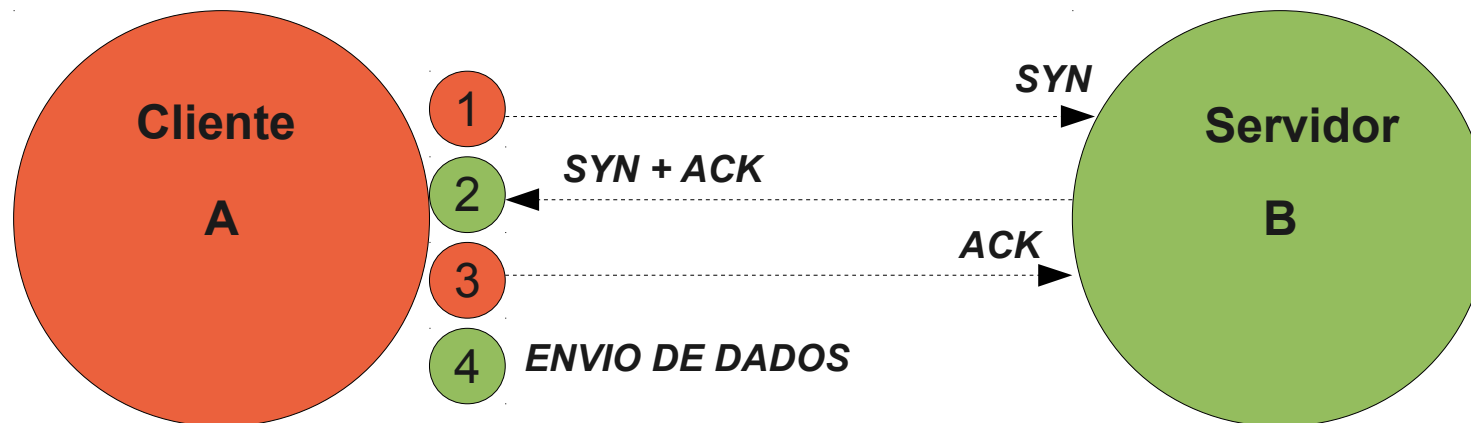 Cliente
A
1
SYN
2
SYN + ACK
3
ACK
4
ENVIO DE DADOS
Servidor
B